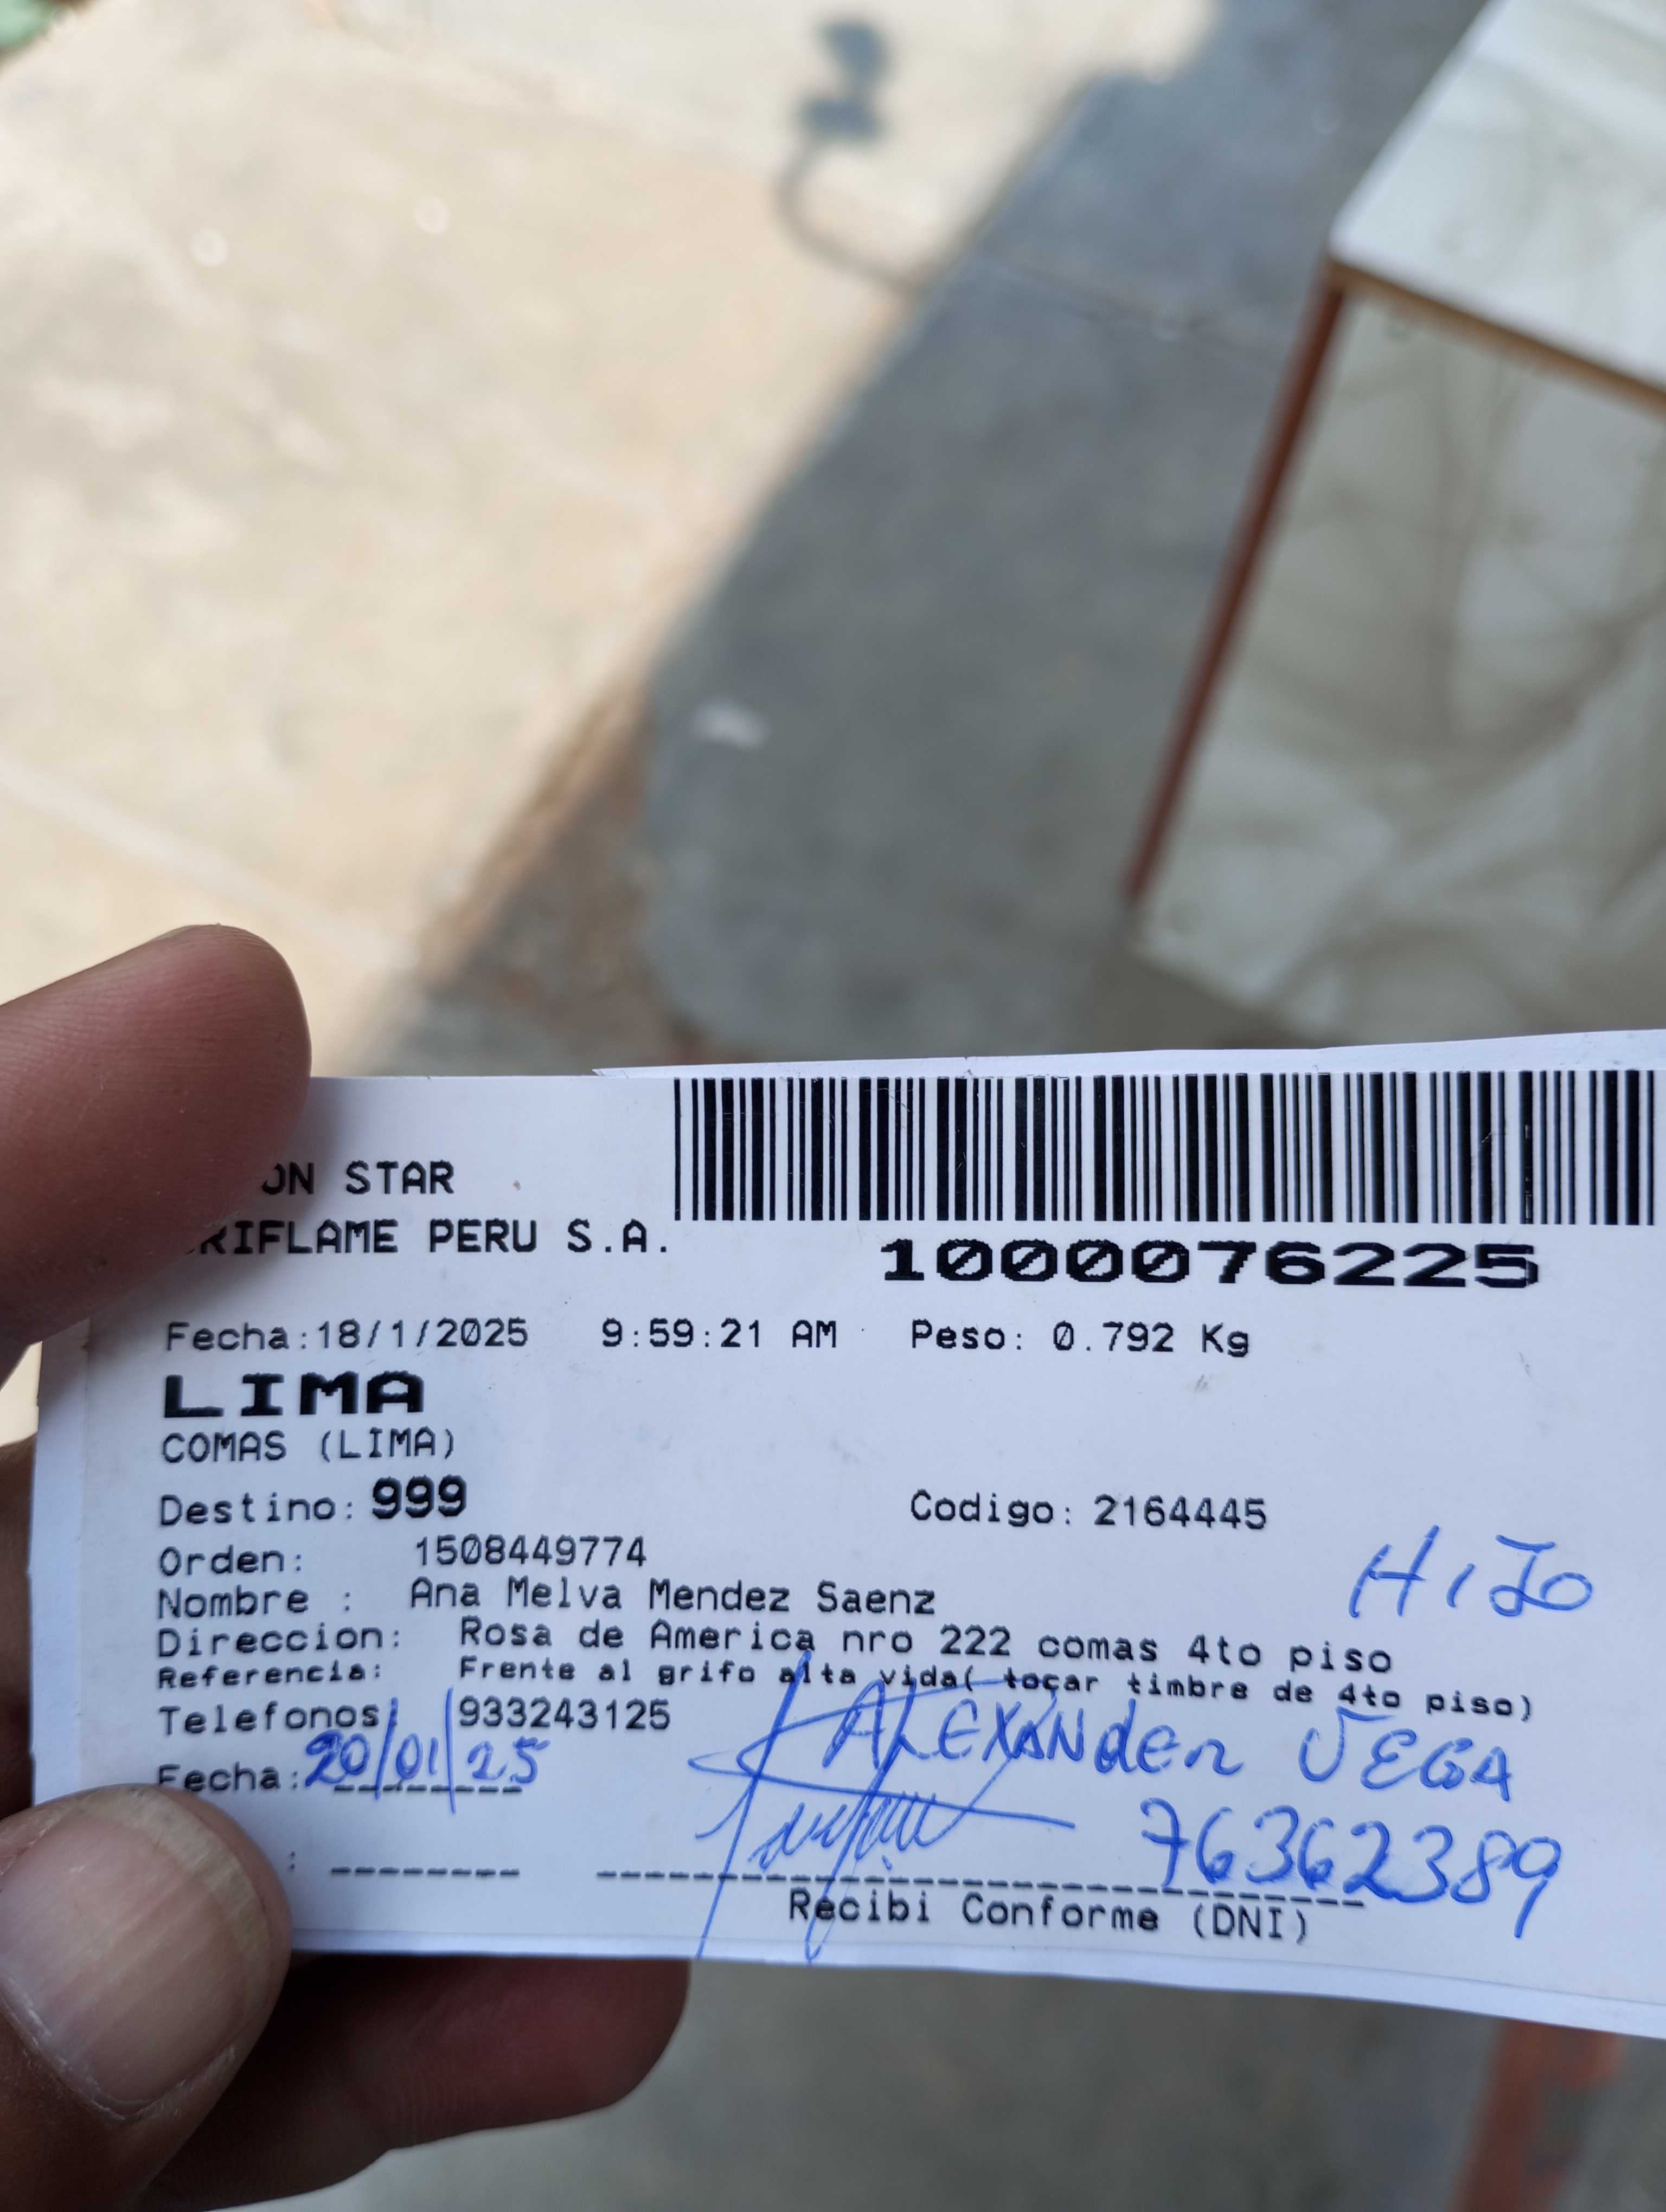 ON STAR
RIFLAME PERU S.A.
1000076225
Fecha:18/1/2025 9:59:21 AM Peso: 0.792 Kg
LIMA
COMAS (LIMA)
Destino: 999 Codigo: 2164445
Orden: 1508449774
HIJO
Nombre : Ana Melva Mendez Saenz
Direccion: Rosa de America nro 222 comas 4to piso
Referencia: Frente al grifo alta vida( tocar timbre de 4to piso)
Telefonos: 933243125
ALEXANder VEGA
Fecha: 20/01/25
76362389
: --------
Recibi Conforme (DNI)